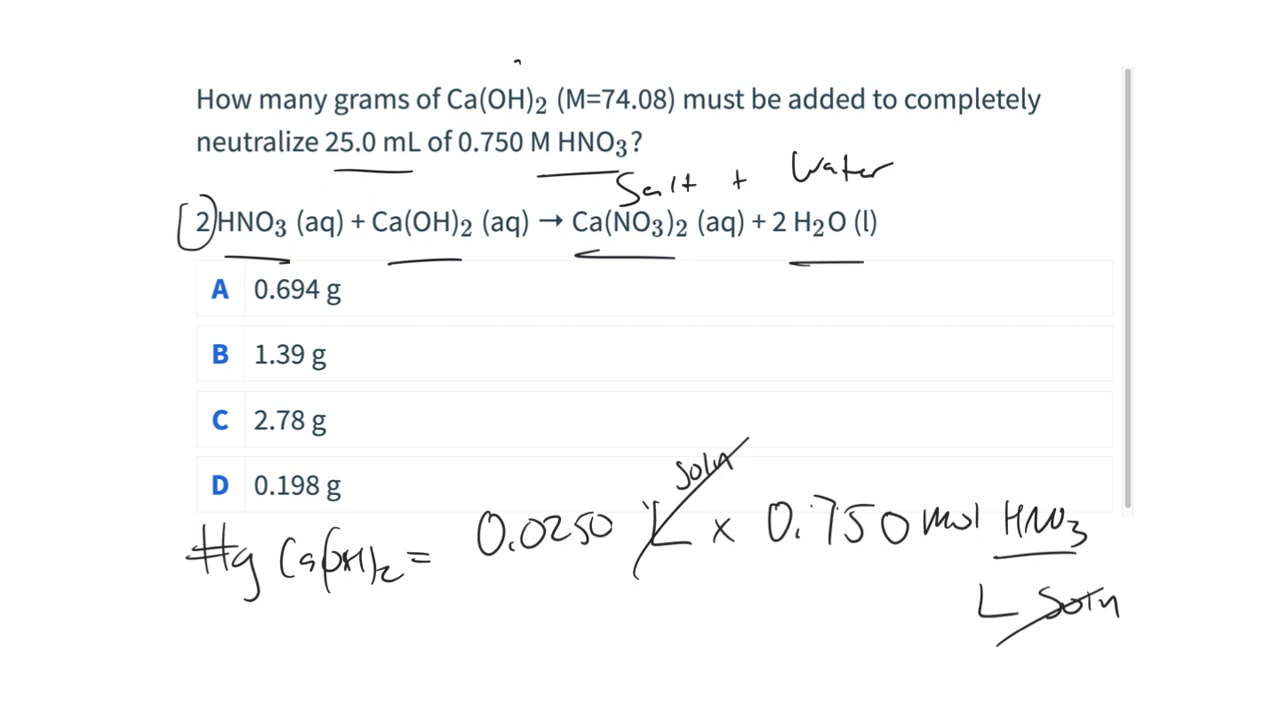 How many grams of Ca(OH)₂ (M=74.08) must be added to completely
neutralize 25.0 mL of 0.750 M HNO₃?
Salt + Water
2 HNO₃ (aq) + Ca(OH)₂ (aq) → Ca(NO₃)₂ (aq) + 2 H₂O (l)
A 0.694 g
B 1.39 g
C 2.78 g
D 0.198 g
soln
#g Ca(OH)₂ = 0.0250 L x 0.750 mol HNO₃
L soln